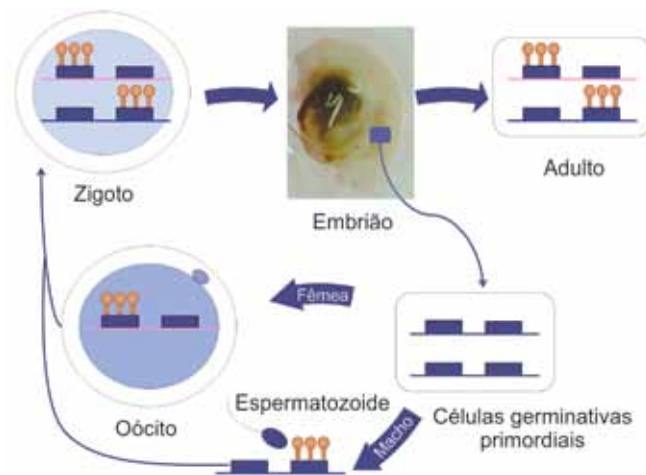 Zigoto
Embrião
Adulto
Fêmea
Oócito
Espermatozoide
Macho
Células germinativas
primordiais